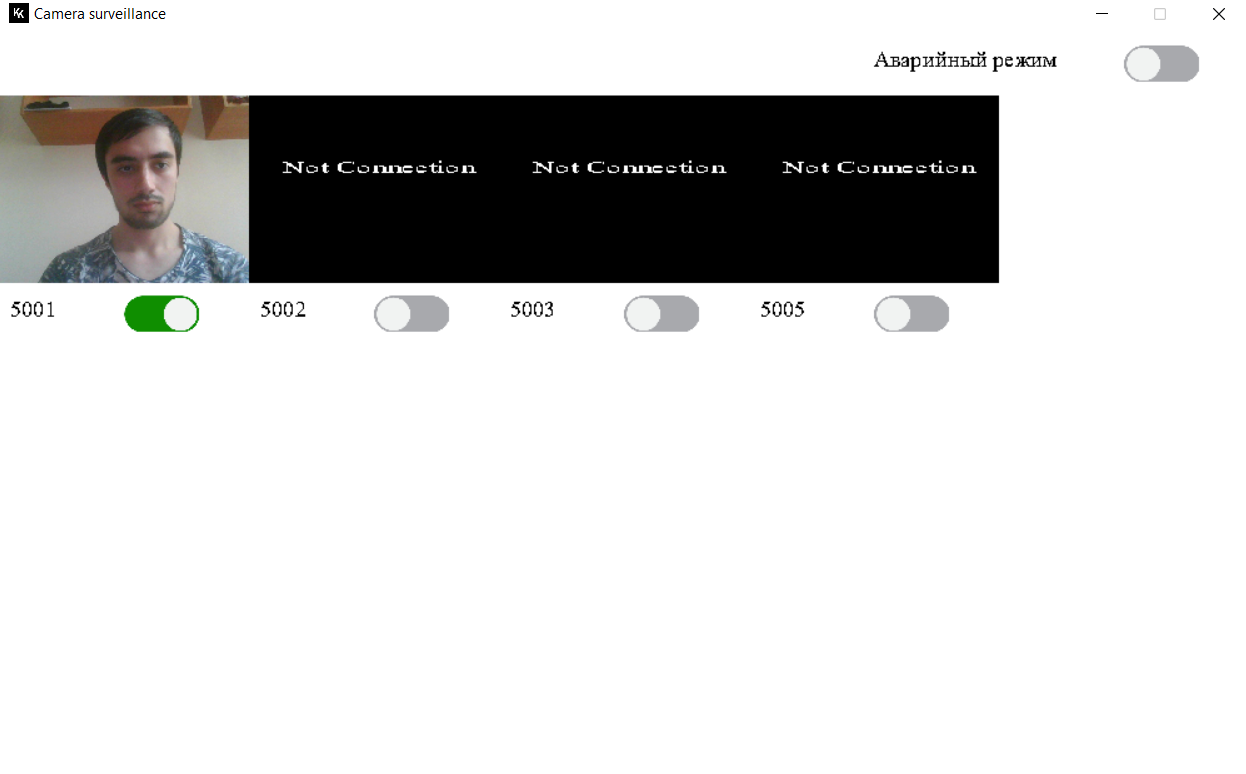 Camera surveillance
Аварийный режим
Not Connection Not Connection Not Connection
5001 5002 5003 5005